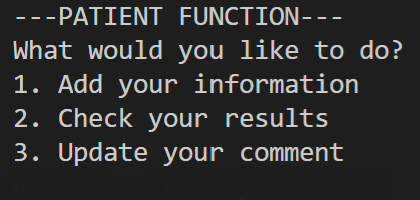 ---PATIENT FUNCTION---
What would you like to do?
1. Add your information
2. Check your results
3. Update your comment